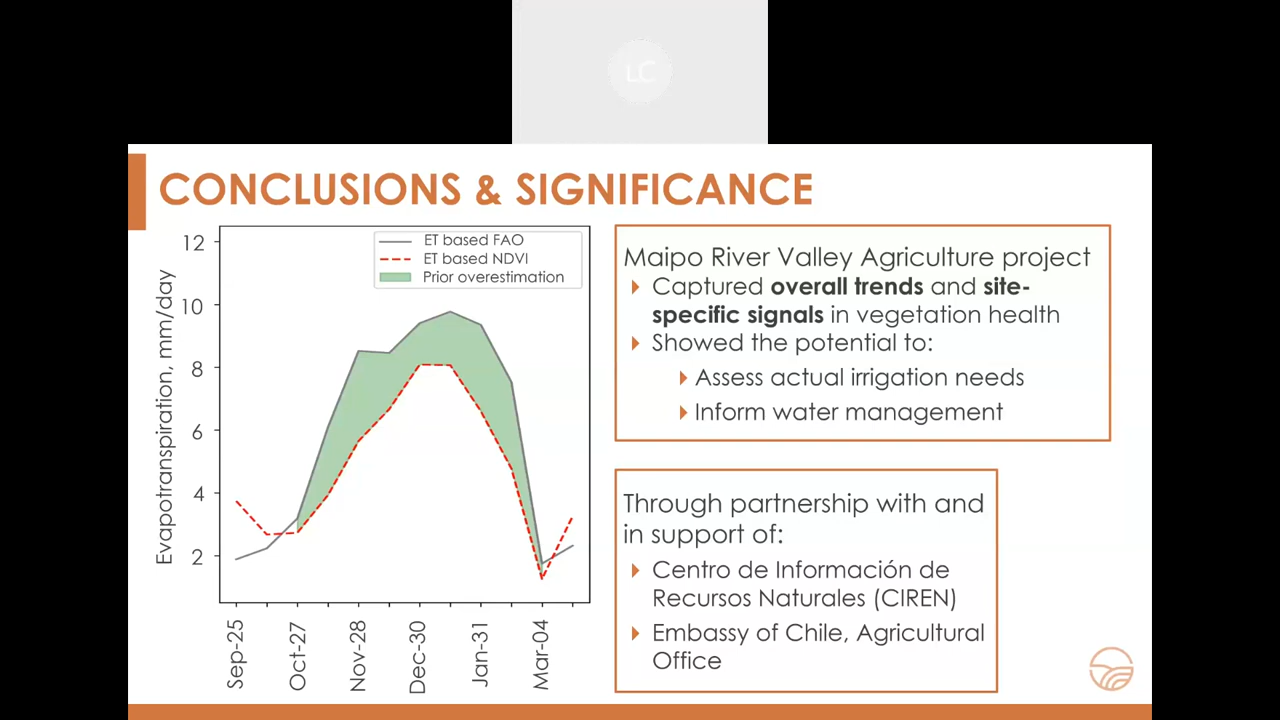 LC
CONCLUSIONS & SIGNIFICANCE
12
10
8
6
4
2
Evapotranspiration, mm/day
ET based FAO
ET based NDVI
Prior overestimation
Sep-25
Oct-27
Nov-28
Dec-30
Jan-31
Mar-04
Maipo River Valley Agriculture project
Captured overall trends and site-
specific signals in vegetation health
Showed the potential to:
Assess actual irrigation needs
Inform water management
Through partnership with and
in support of:
Centro de Información de
Recursos Naturales (CIREN)
Embassy of Chile, Agricultural
Office